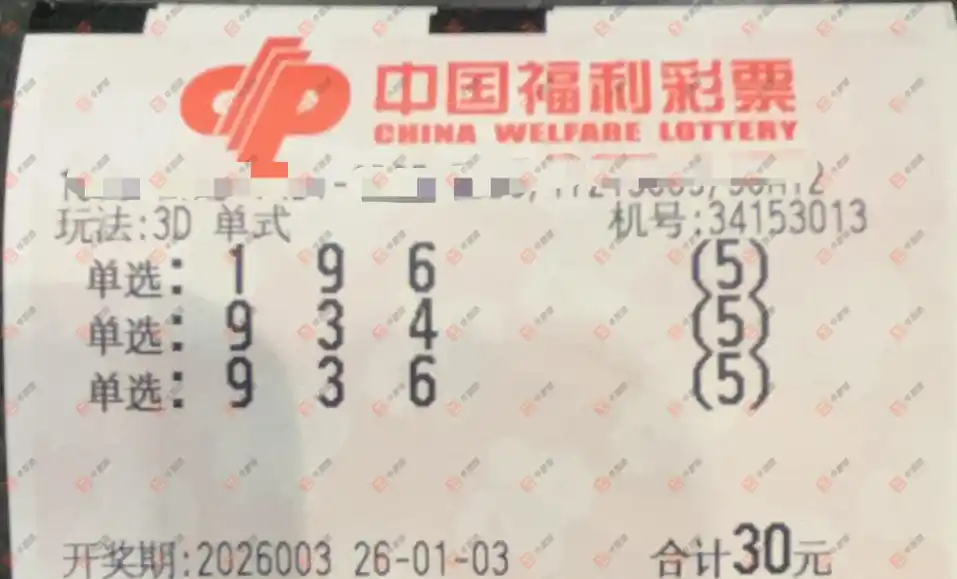 中国福利彩票
CHINA WELFARE LOTTERY
玩法:3D 单式 机号:34153013
单选: 1 9 6 (5)
单选: 9 3 4 (5)
单选: 9 3 6 (5)
开奖期:2026003 26-01-03 合计30元